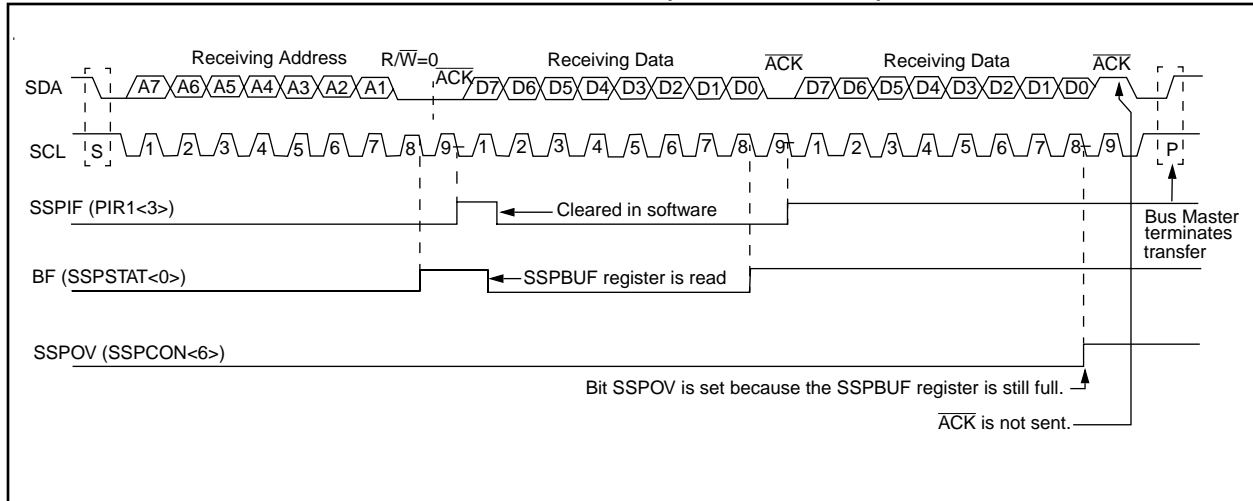 Receiving Address R/W=0 Receiving Data ACK Receiving Data ACK
SDA A7 A6 A5 A4 A3 A2 A1 ACK D7 D6 D5 D4 D3 D2 D1 D0 D7 D6 D5 D4 D3 D2 D1 D0
SCL S 1 2 3 4 5 6 7 8 9 1 2 3 4 5 6 7 8 9 1 2 3 4 5 6 7 8 9 P
SSPIF (PIR1<3>) Cleared in software
Bus Master
terminates
transfer
BF (SSPSTAT<0>) SSPBUF register is read
SSPOV (SSPCON<6>)
Bit SSPOV is set because the SSPBUF register is still full.
ACK is not sent.